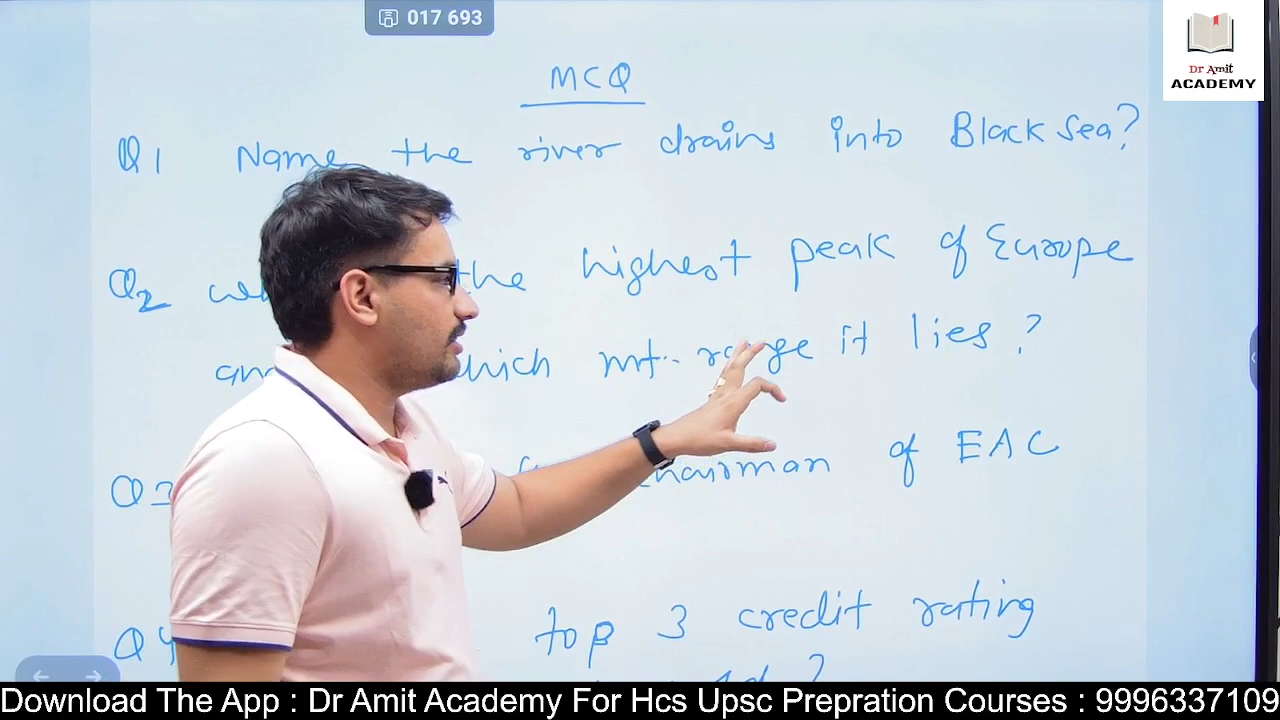 017 693
Dr Amit
ACADEMY
MCQ
Q1 Name the river drains into Black Sea?
Q2 the highest peak of Europe
which mt. range it lies ?
Q3 chairman of EAC
Q4 top 3 credit rating
?
Download The App : Dr Amit Academy For Hcs Upsc Prepration Courses : 9996337109